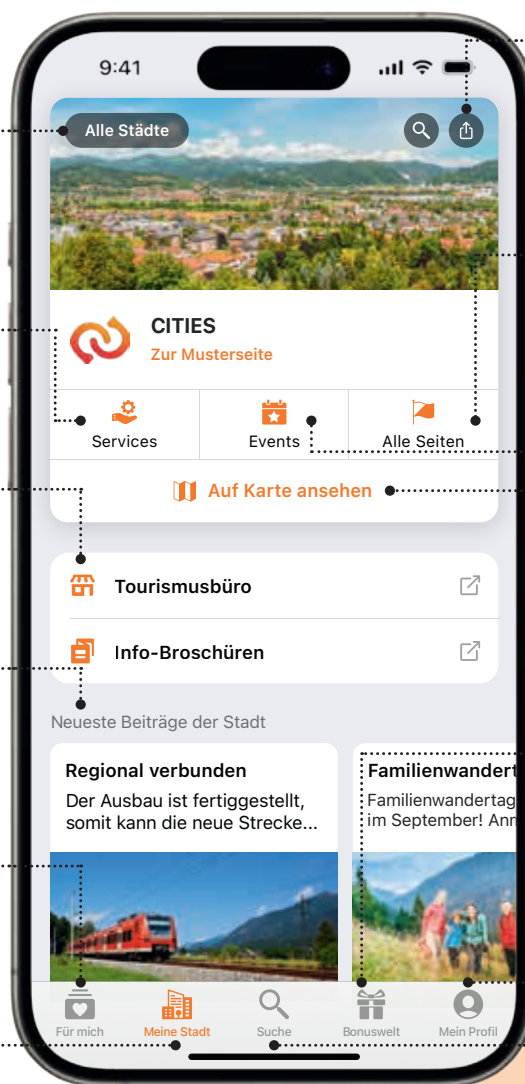 9:41
Alle Städte
CITIES
Zur Musterseite
Services
Events
Alle Seiten
Auf Karte ansehen
Tourismusbüro
Info-Broschüren
Neueste Beiträge der Stadt
Regional verbunden
Der Ausbau ist fertiggestellt,
somit kann die neue Strecke...
Familienwandert
Familienwandertag
im September! Anr
Für mich
Meine Stadt
Suche
Bonuswelt
Mein Profil